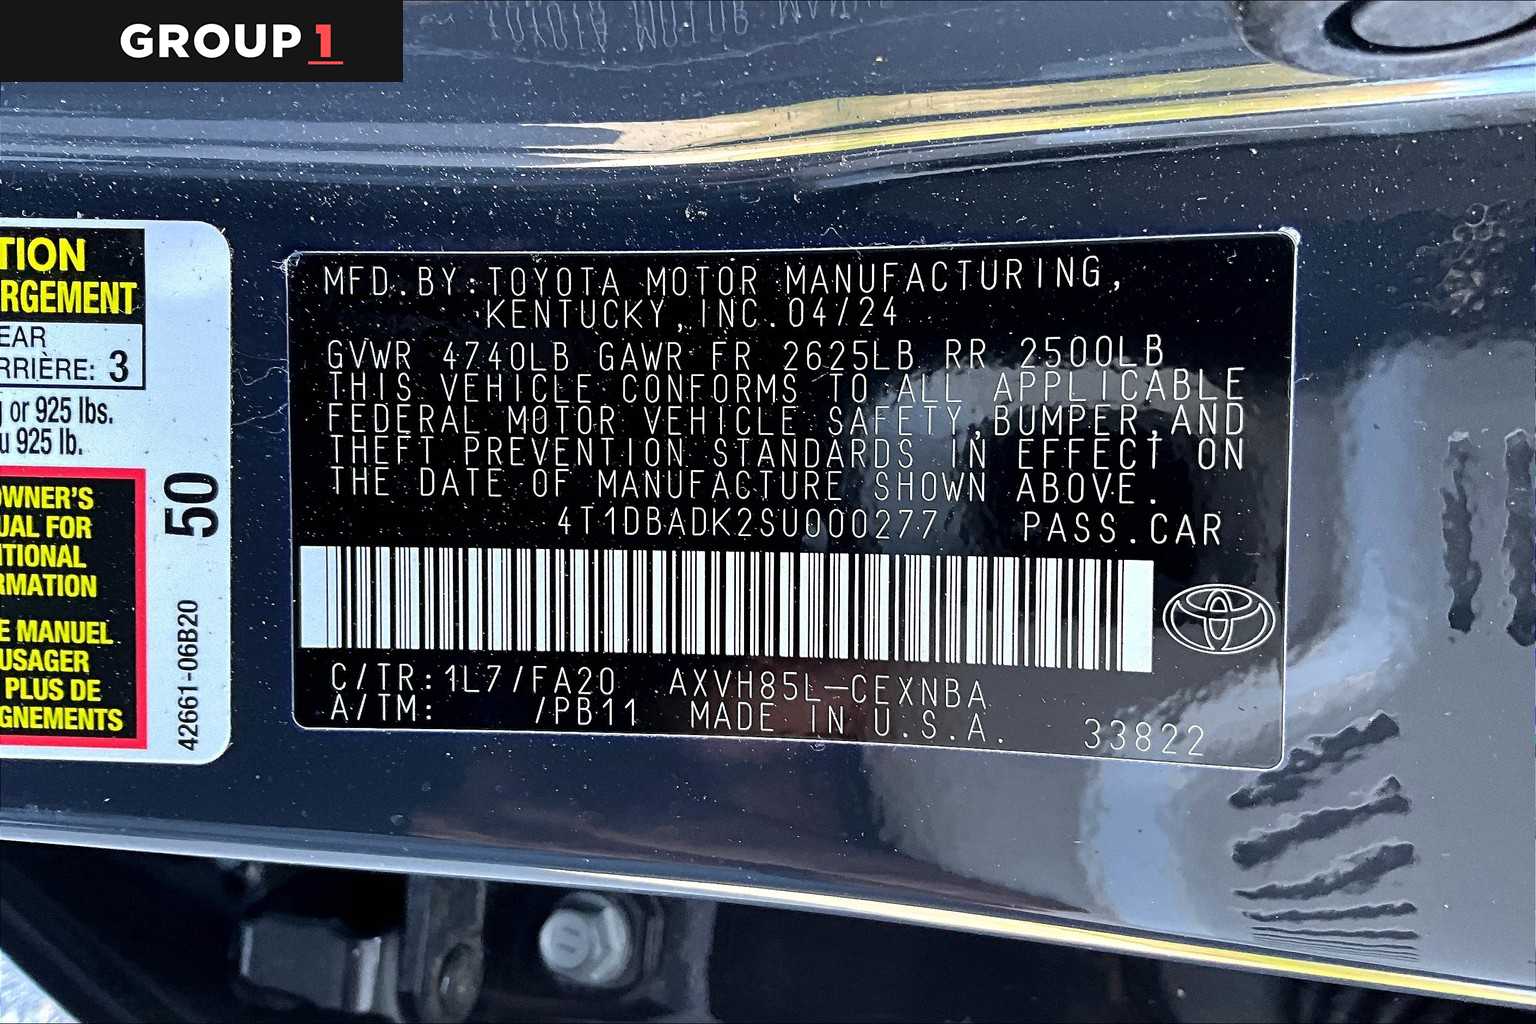 GROUP 1
TION
RGEMENT
EAR
RRIÈRE: 3
or 925 lbs.
u 925 lb.
OWNER'S
UAL FOR
ITIONAL
RMATION
E MANUEL
USAGER
PLUS DE
GNEMENTS
50
42661-06B20
MFD.BY:TOYOTA MOTOR MANUFACTURING,
KENTUCKY,INC.04/24
GVWR 4740LB GAWR FR 2625LB RR 2500LB
THIS VEHICLE CONFORMS TO ALL APPLICABLE
FEDERAL MOTOR VEHICLE SAFETY,BUMPER,AND
THEFT PREVENTION STANDARDS IN EFFECT ON
THE DATE OF MANUFACTURE SHOWN ABOVE.
4T1DBADK2SU000277 PASS.CAR
C/TR:1L7/FA20 AXVH85L-CEXNBA
A/TM: /PB11 MADE IN U.S.A.
33822